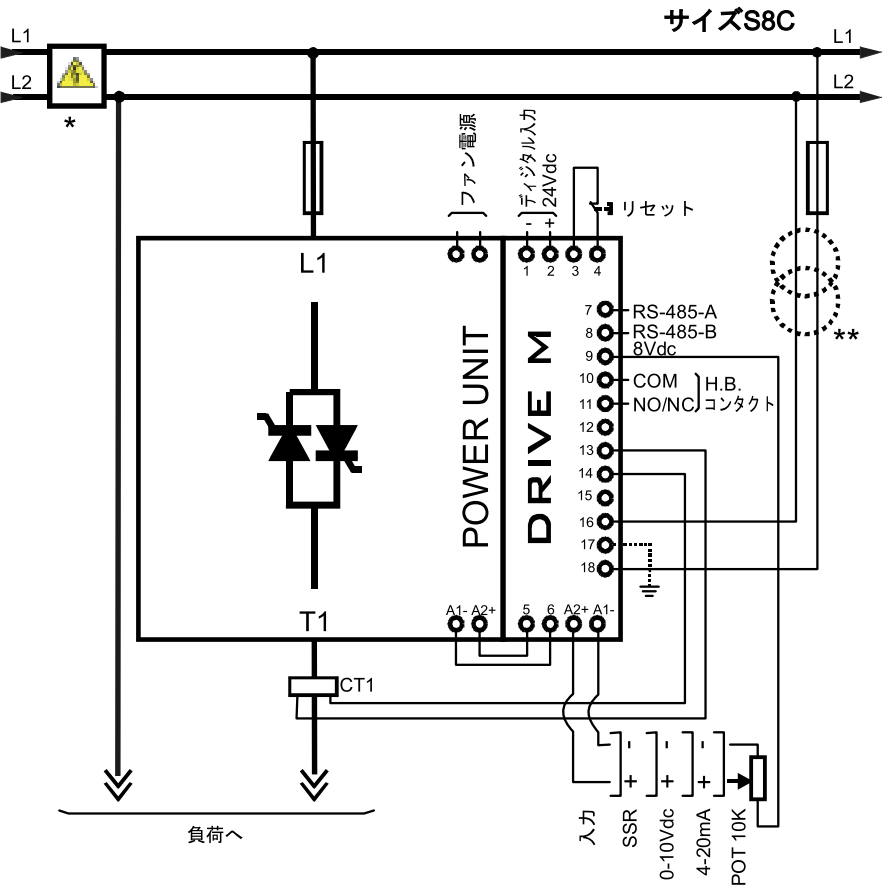 サイズS8C
L1
L1
L2
L2
*
ファン電源
ディジタル入力
24Vdc
- +
リセット
1 2 3 4
L1
7 RS-485-A
8 RS-485-B
9 8Vdc
10 COM
11 NO/NC
H.B.
コンタクト
12
13
14
15
16
17
18
**
POWER UNIT
DRIVE M
T1
A1- A2+ 5 6 A2+ A1-
CT1
- - -
+ + +
入力
SSR
0-10Vdc
4-20mA
POT 10K
負荷へ